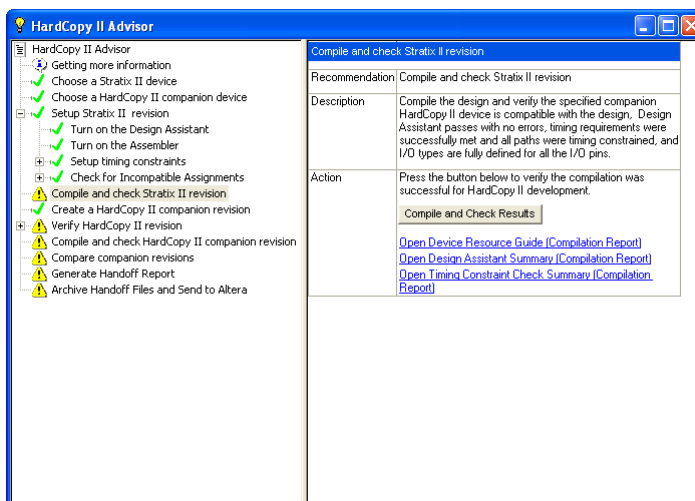 HardCopy II Advisor
HardCopy II Advisor
Getting more information
Choose a Stratix II device
Choose a HardCopy II companion device
Setup Stratix II revision
Turn on the Design Assistant
Turn on the Assembler
Setup timing constraints
Check for Incompatible Assignments
Compile and check Stratix II revision
Create a HardCopy II companion revision
Verify HardCopy II revision
Compile and check HardCopy II companion revision
Compare companion revisions
Generate Handoff Report
Archive Handoff Files and Send to Altera
Compile and check Stratix II revision
Recommendation
Compile and check Stratix II revision
Description
Compile the design and verify the specified companion
HardCopy II device is compatible with the design, Design
Assistant passes with no errors, timing requirements were
successfully met and all paths were timing constrained, and
I/O types are fully defined for all the I/O pins.
Action
Press the button below to verify the compilation was
successful for HardCopy II development.
Compile and Check Results
Open Device Resource Guide (Compilation Report)
Open Design Assistant Summary (Compilation Report)
Open Timing Constraint Check Summary (Compilation
Report)